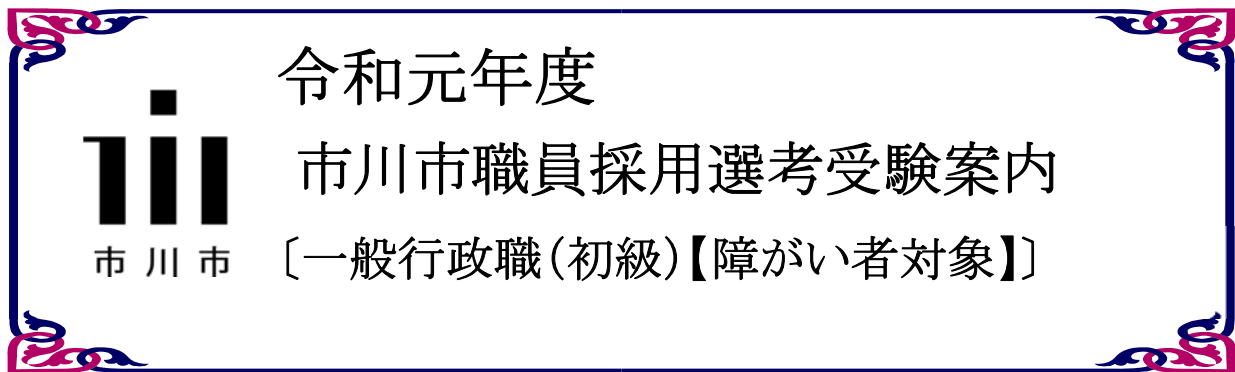 令和元年度
市川市職員採用選考受験案内
市川市
〔一般行政職（初級）【障がい者対象】〕